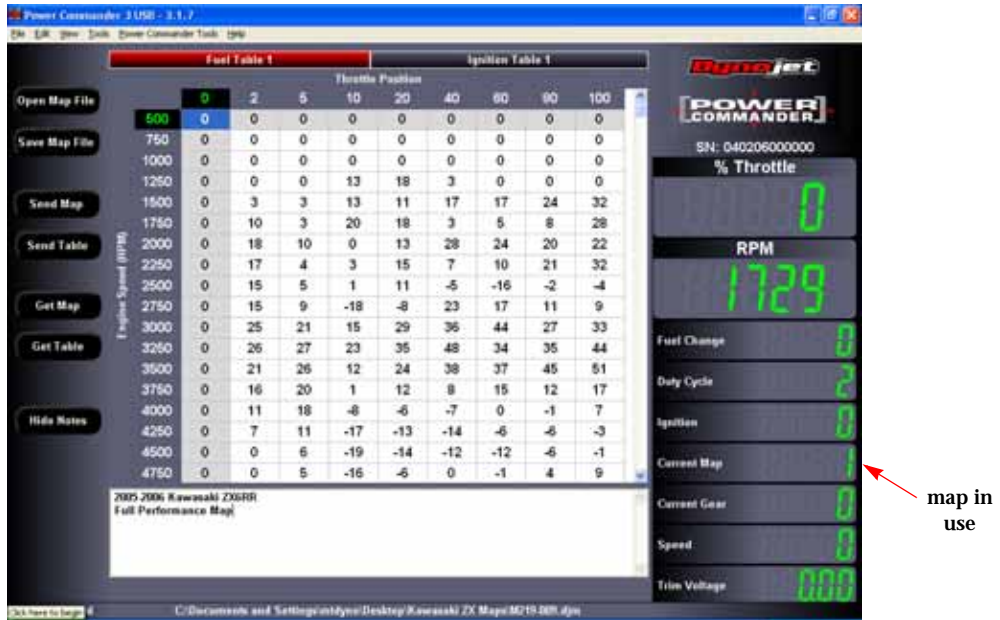 Power Commander 3 USB - 3.1.7
File Edit View Tools Power Commander Tools Help
Fuel Table 1 Ignition Table 1
Throttle Position
Open Map File
Save Map File
Send Map
Send Table
Get Map
Get Table
Hide Notes
Engine Speed (RPM)
0 2 5 10 20 40 60 80 100
500 0 0 0 0 0 0 0 0 0
750 0 0 0 0 0 0 0 0 0
1000 0 0 0 0 0 0 0 0 0
1250 0 0 0 13 18 3 0 0 0
1500 0 3 3 13 11 17 17 24 32
1750 0 10 3 20 18 3 5 8 28
2000 0 18 10 0 13 28 24 20 22
2250 0 17 4 3 15 7 10 21 32
2500 0 15 5 1 11 -5 -16 -2 -4
2750 0 15 9 -18 -8 23 17 11 9
3000 0 25 21 15 29 36 44 27 33
3250 0 26 27 23 35 48 34 35 44
3500 0 21 26 12 24 38 37 45 51
3750 0 16 20 1 12 8 15 12 17
4000 0 11 18 -8 -6 -7 0 -1 7
4250 0 7 11 -17 -13 -14 -6 -6 -3
4500 0 0 6 -19 -14 -12 -12 -6 -1
4750 0 0 5 -16 -6 0 -1 4 9
2005-2006 Kawasaki ZX6RR
Full Performance Map
Click here to begin
C:\Documents and Settings\mtdyno\Desktop\Kawasaki ZX Maps\M219-009.djm
Dynojet
POWER
COMMANDER
SN: 040206000000
% Throttle
0
RPM
1729
Fuel Change 0
Duty Cycle 2
Ignition 0
Current Map 1
Current Gear 0
Speed 0
Trim Voltage 0.00
map in
use